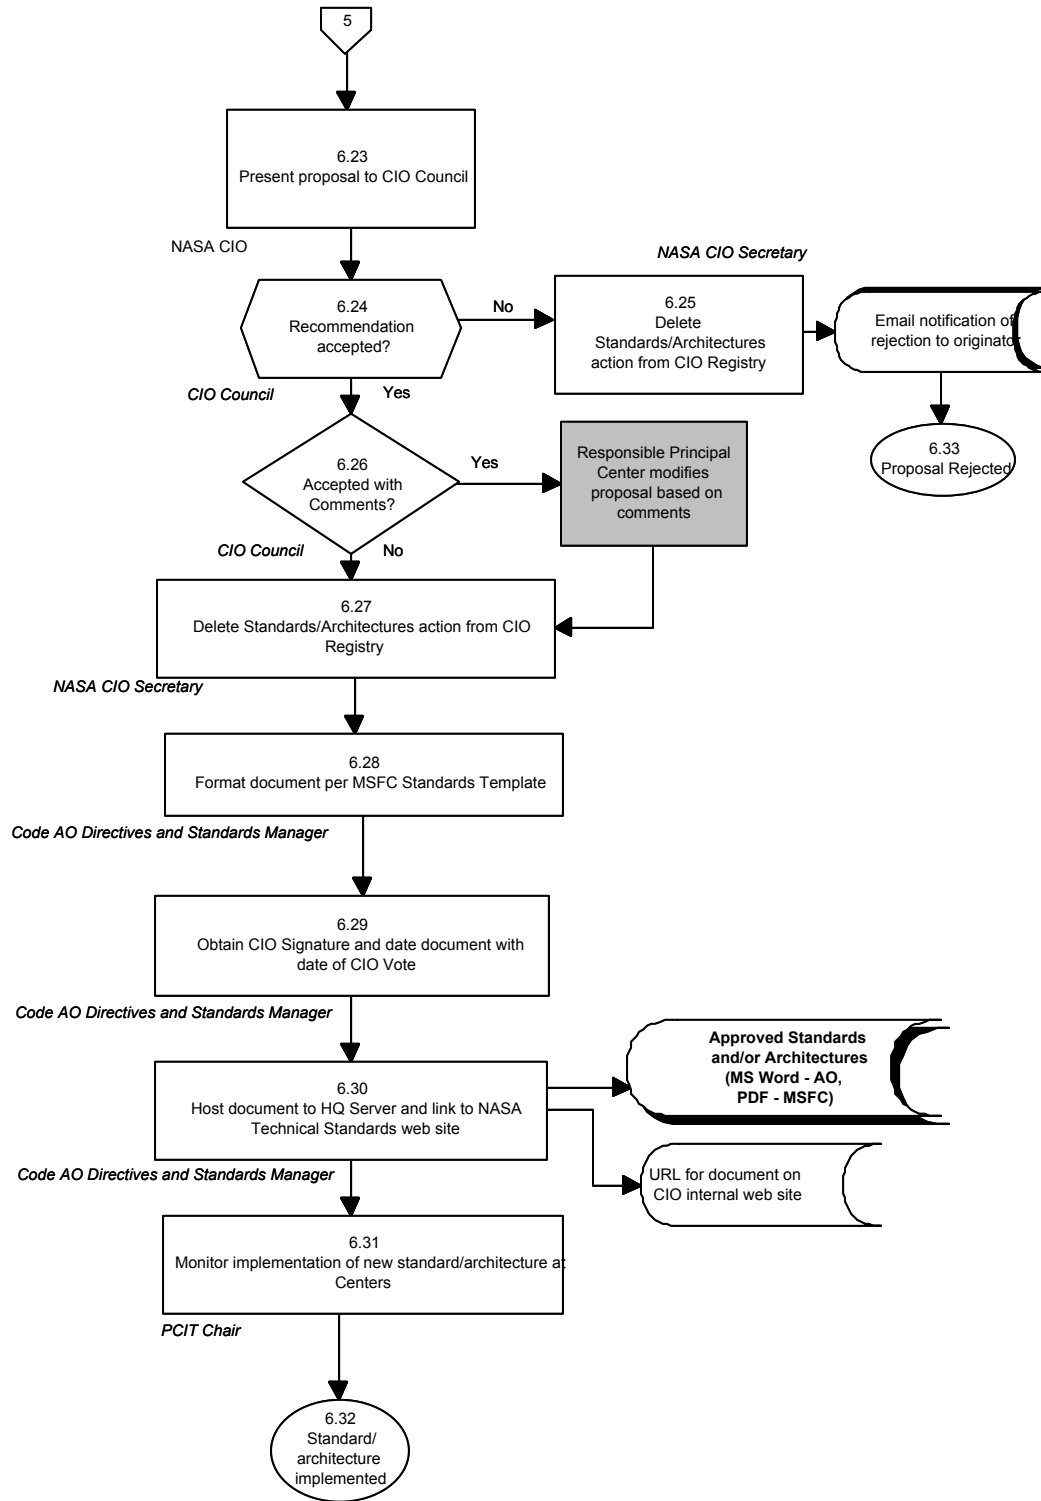 5
6.23
Present proposal to CIO Council
NASA CIO
NASA CIO Secretary
6.24
Recommendation
accepted?
No
6.25
Delete
Standards/Architectures
action from CIO Registry
Email notification of
rejection to originator
CIO Council
Yes
6.26
Accepted with
Comments?
Yes
Responsible Principal
Center modifies
proposal based on
comments
6.33
Proposal Rejected
CIO Council
No
6.27
Delete Standards/Architectures action from CIO
Registry
NASA CIO Secretary
6.28
Format document per MSFC Standards Template
Code AO Directives and Standards Manager
6.29
Obtain CIO Signature and date document with
date of CIO Vote
Code AO Directives and Standards Manager
6.30
Host document to HQ Server and link to NASA
Technical Standards web site
Approved Standards
and/or Architectures
(MS Word - AO,
PDF - MSFC)
URL for document on
CIO internal web site
Code AO Directives and Standards Manager
6.31
Monitor implementation of new standard/architecture at
Centers
PCIT Chair
6.32
Standard/
architecture
implemented